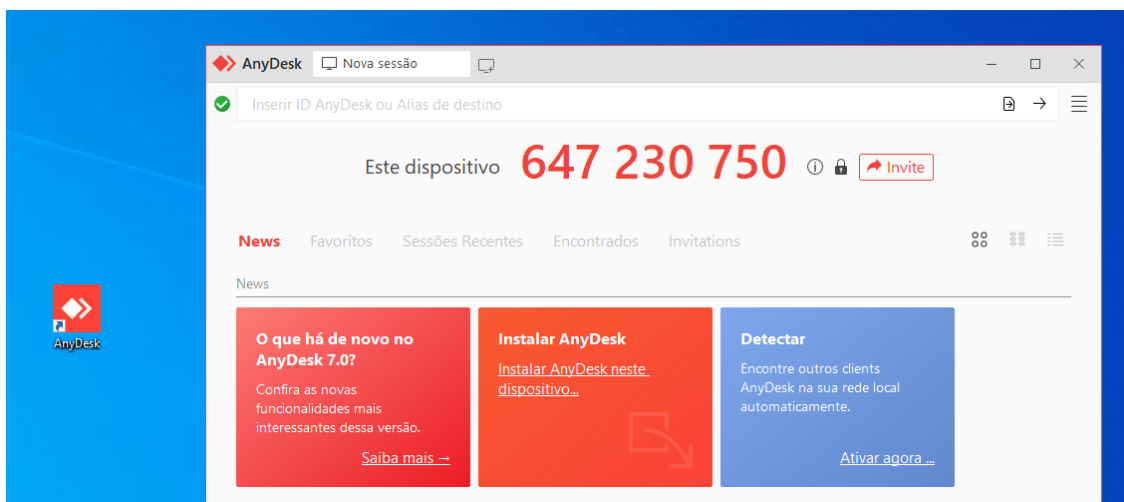 AnyDesk Nova sessão
Inserir ID AnyDesk ou Alias de destino
Este dispositivo 647 230 750 Invite
News Favoritos Sessões Recentes Encontrados Invitations
News
AnyDesk
O que há de novo no
AnyDesk 7.0?
Confira as novas
funcionalidades mais
interessantes dessa versão.
Saiba mais →
Instalar AnyDesk
Instalar AnyDesk neste
dispositivo...
Detectar
Encontre outros clients
AnyDesk na sua rede local
automaticamente.
Ativar agora ...